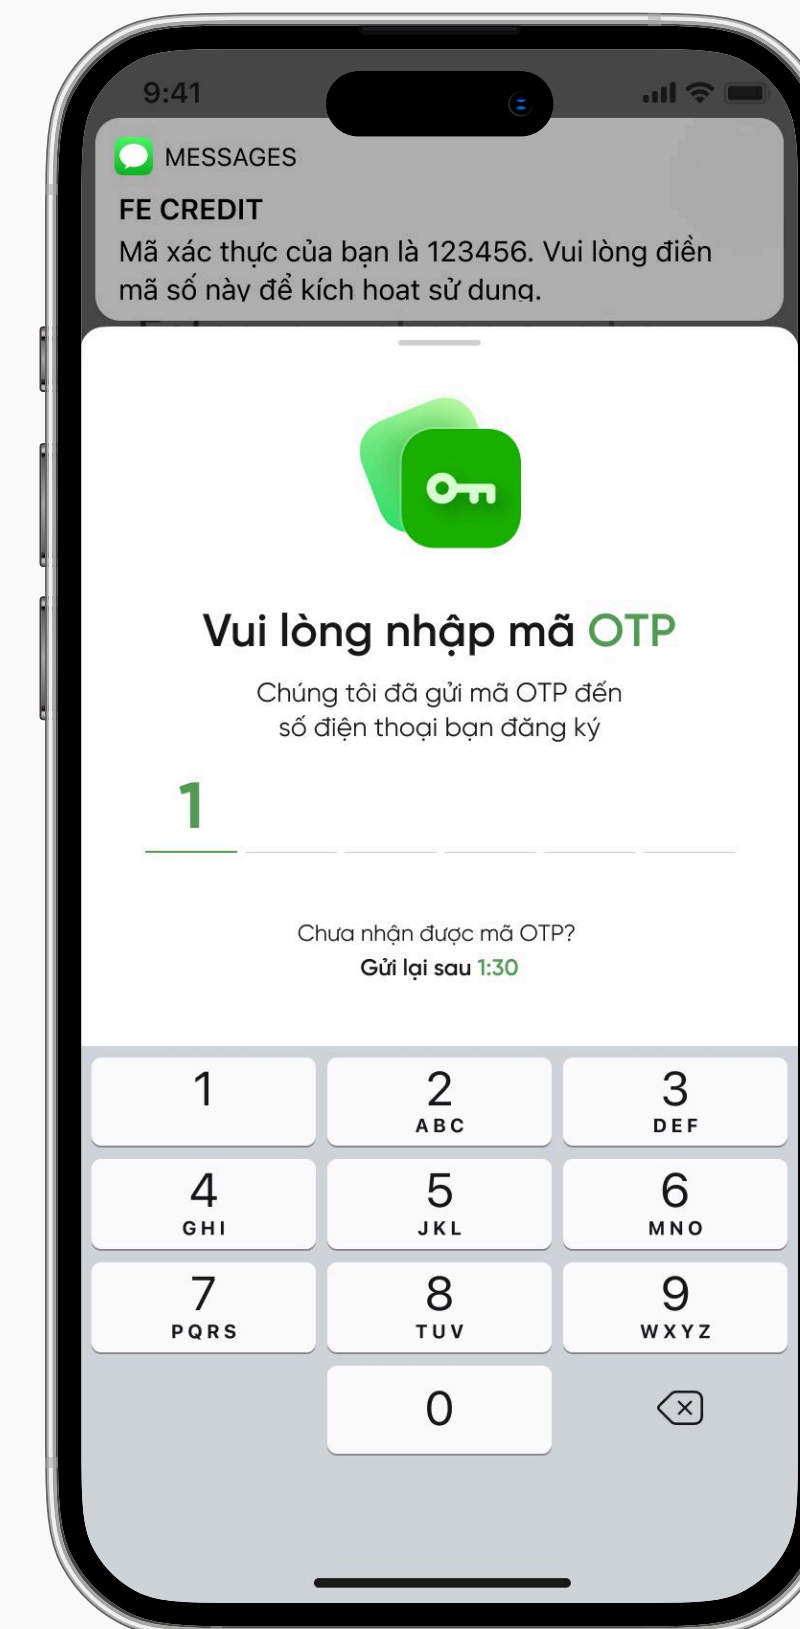 9:41
MESSAGES
FE CREDIT
Mã xác thực của bạn là 123456. Vui lòng điền
mã số này để kích hoạt sử dụng.
Vui lòng nhập mã OTP
Chúng tôi đã gửi mã OTP đến
số điện thoại bạn đăng ký
1
Chưa nhận được mã OTP?
Gửi lại sau 1:30
1 2 3
ABC DEF
4 5 6
GHI JKL MNO
7 8 9
PQRS TUV WXYZ
0